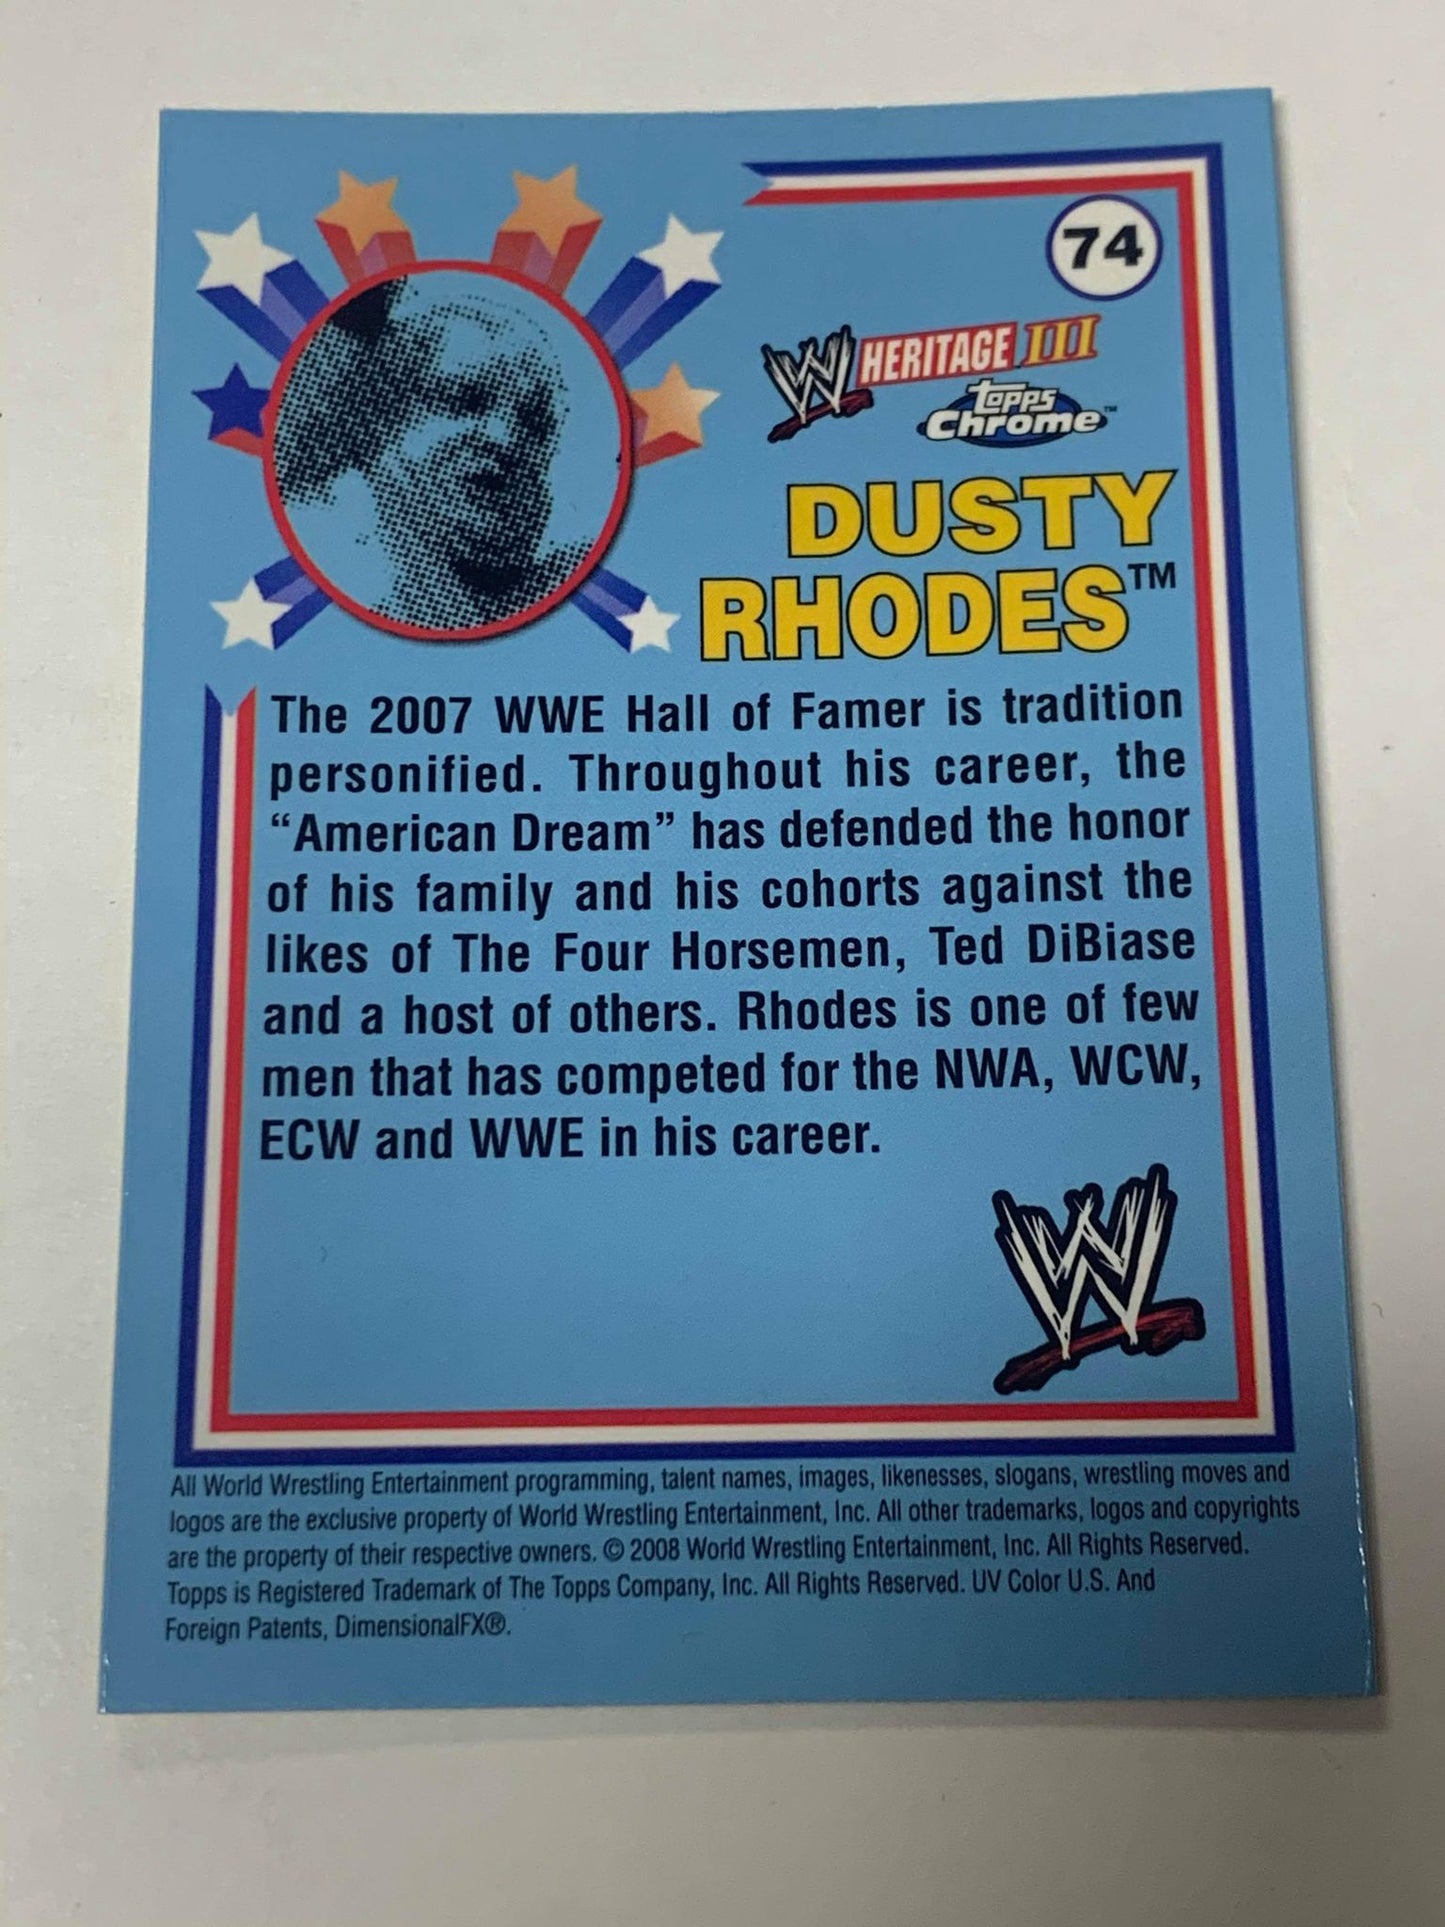 74
W HERITAGE III
Topps
Chrome™
DUSTY
RHODES™
The 2007 WWE Hall of Famer is tradition
personified. Throughout his career, the
“American Dream” has defended the honor
of his family and his cohorts against the
likes of The Four Horsemen, Ted DiBiase
and a host of others. Rhodes is one of few
men that has competed for the NWA, WCW,
ECW and WWE in his career.
W
All World Wrestling Entertainment programming, talent names, images, likenesses, slogans, wrestling moves and
logos are the exclusive property of World Wrestling Entertainment, Inc. All other trademarks, logos and copyrights
are the property of their respective owners. © 2008 World Wrestling Entertainment, Inc. All Rights Reserved.
Topps is Registered Trademark of The Topps Company, Inc. All Rights Reserved. UV Color U.S. And
Foreign Patents, DimensionalFX®.